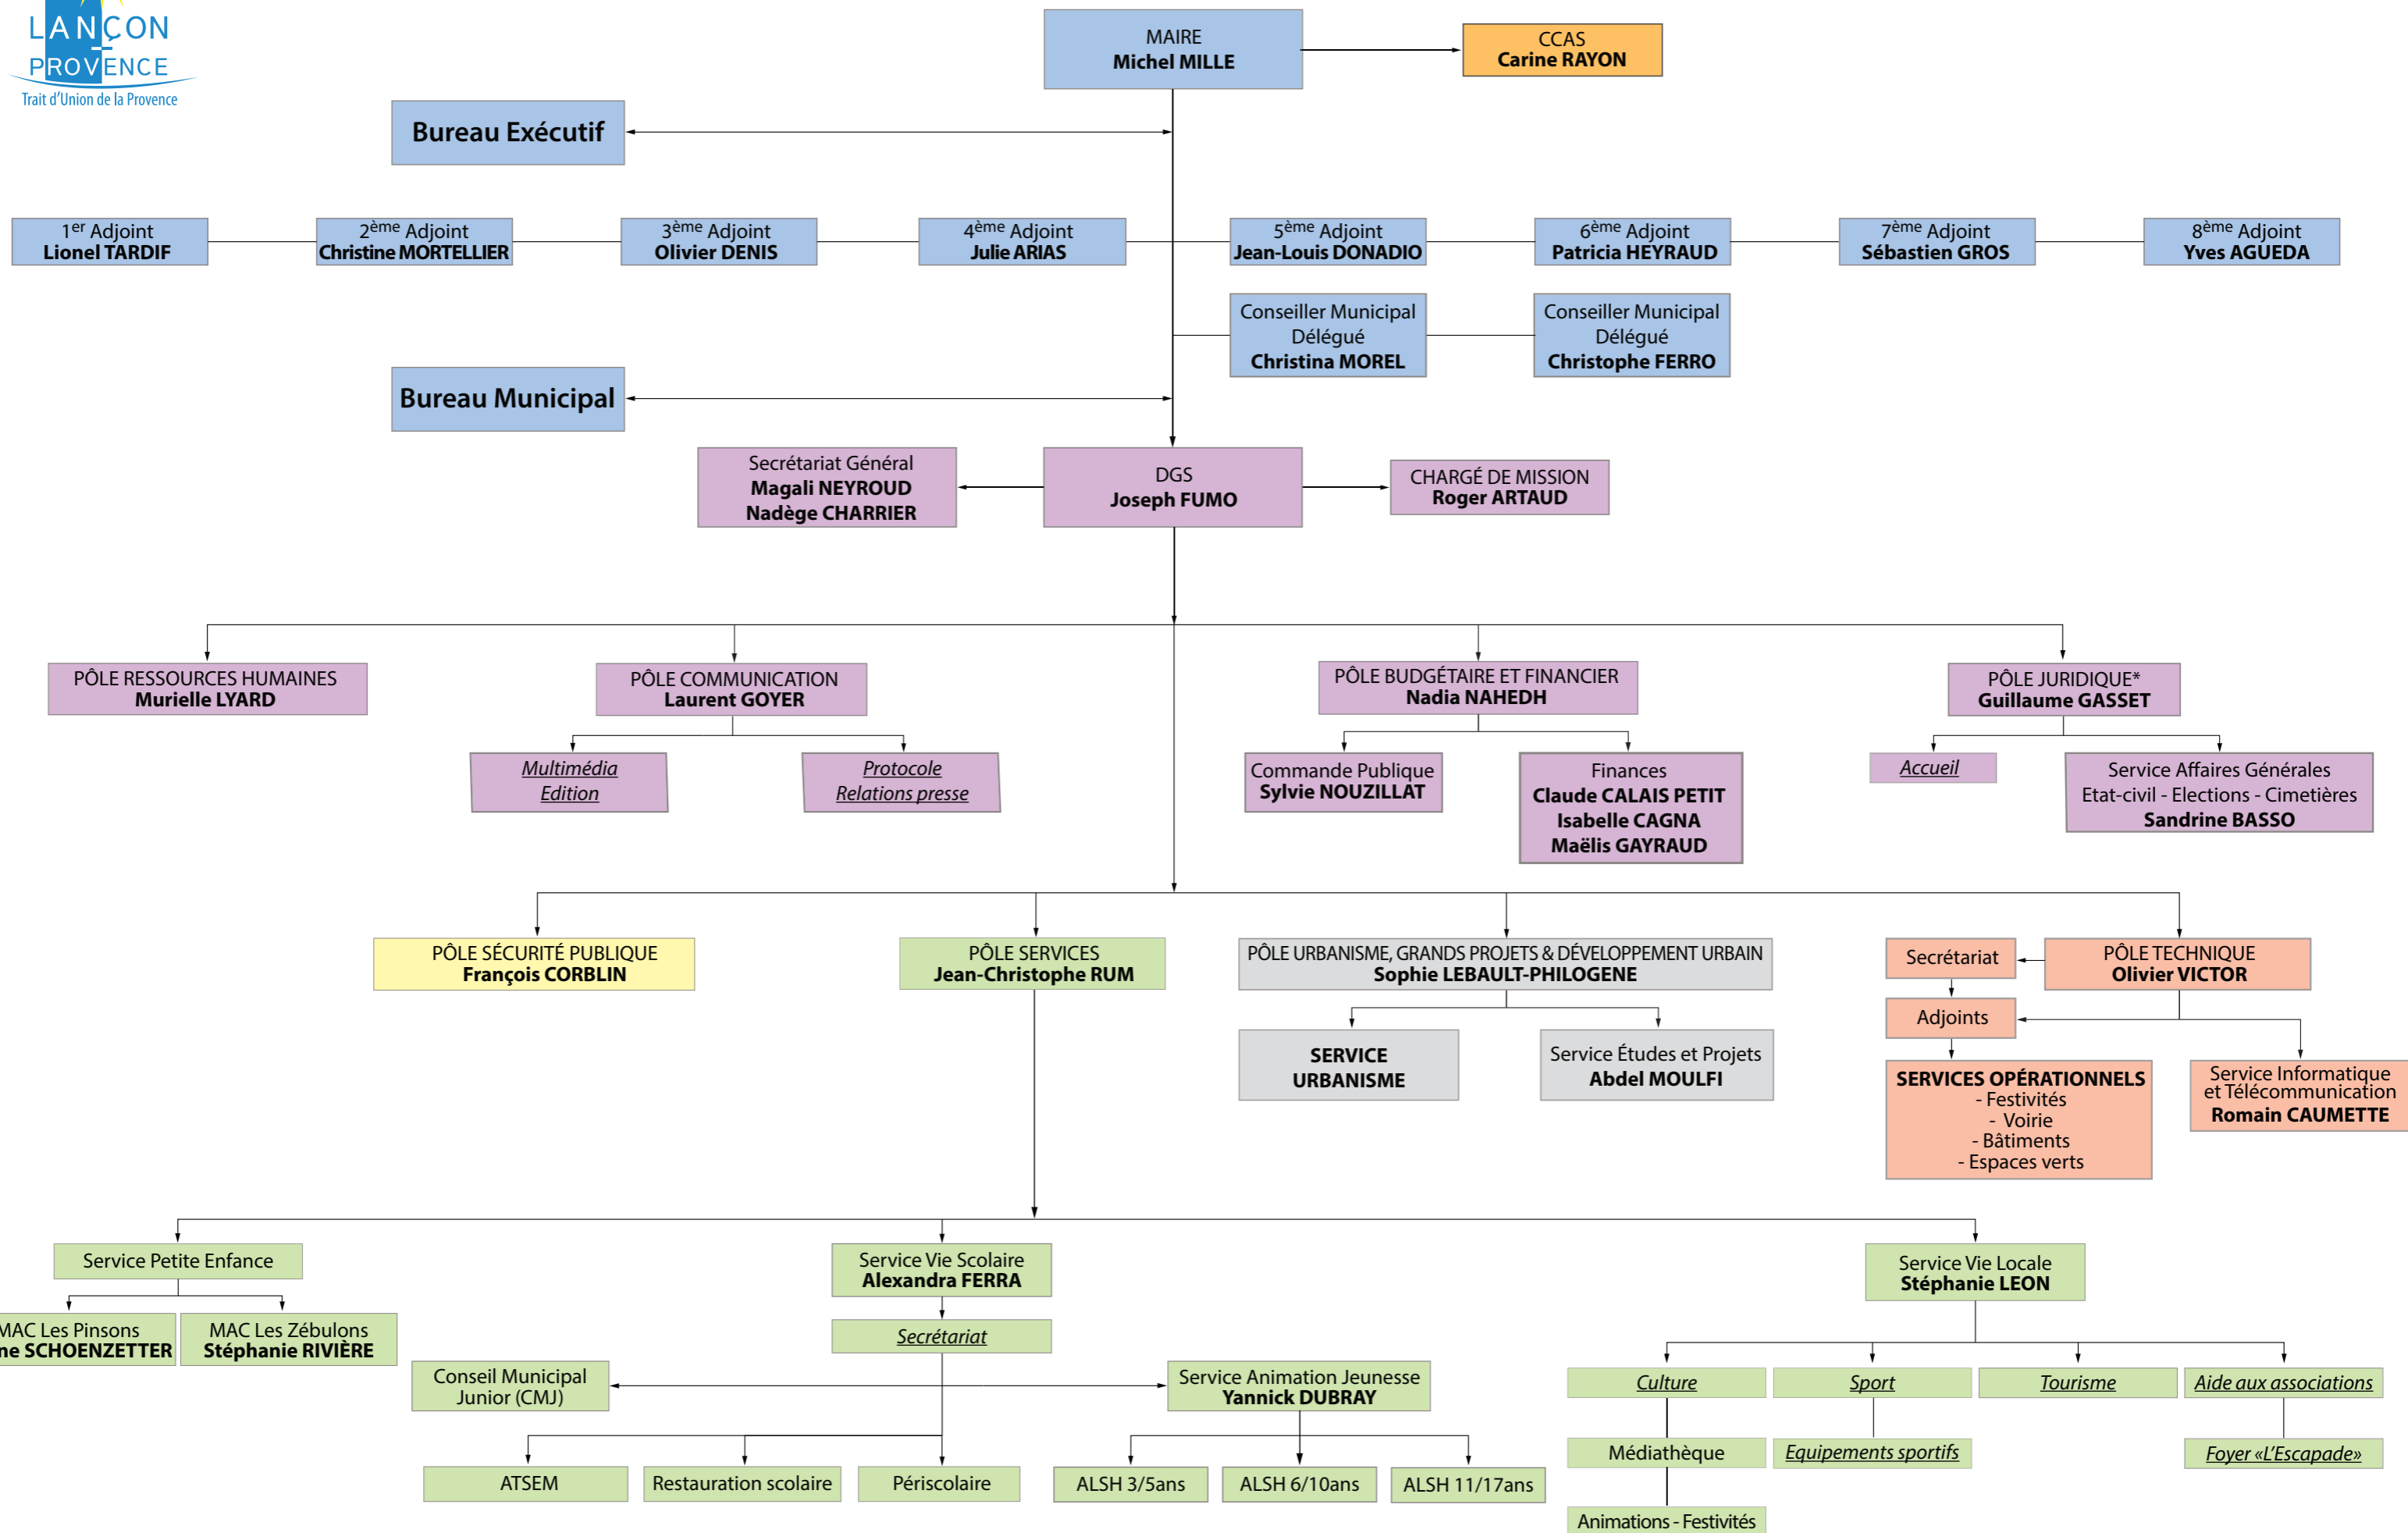 LANÇON
PROVENCE
Trait d'Union de la Provence
MAIRE
Michel MILLE
CCAS
Carine RAYON
Bureau Exécutif
1er Adjoint
Lionel TARDIF
2ème Adjoint
Christine MORTELLIER
3ème Adjoint
Olivier DENIS
4ème Adjoint
Julie ARIAS
5ème Adjoint
Jean-Louis DONADIO
6ème Adjoint
Patricia HEYRAUD
7ème Adjoint
Sébastien GROS
8ème Adjoint
Yves AGUEDA
Conseiller Municipal
Délégué
Christina MOREL
Conseiller Municipal
Délégué
Christophe FERRO
Bureau Municipal
Secrétariat Général
Magali NEYROUD
Nadège CHARRIER
DGS
Joseph FUMO
CHARGÉ DE MISSION
Roger ARTAUD
PÔLE RESSOURCES HUMAINES
Murielle LYARD
PÔLE COMMUNICATION
Laurent GOYER
PÔLE BUDGÉTAIRE ET FINANCIER
Nadia NAHEDH
PÔLE JURIDIQUE*
Guillaume GASSET
Multimédia
Edition
Protocole
Relations presse
Commande Publique
Sylvie NOUZILLAT
Finances
Claude CALAIS PETIT
Isabelle CAGNA
Maëlis GAYRAUD
Accueil
Service Affaires Générales
Etat-civil - Elections - Cimetières
Sandrine BASSO
PÔLE SÉCURITÉ PUBLIQUE
François CORBLIN
PÔLE SERVICES
Jean-Christophe RUM
PÔLE URBANISME, GRANDS PROJETS & DÉVELOPPEMENT URBAIN
Sophie LEBAULT-PHILOGENE
Secrétariat
PÔLE TECHNIQUE
Olivier VICTOR
Adjoints
SERVICE
URBANISME
Service Études et Projets
Abdel MOULFI
SERVICES OPÉRATIONNELS
- Festivités
- Voirie
- Bâtiments
- Espaces verts
Service Informatique
et Télécommunication
Romain CAUMETTE
Service Petite Enfance
Service Vie Scolaire
Alexandra FERRA
Service Vie Locale
Stéphanie LEON
MAC Les Pinsons
SCHOENZETTER
MAC Les Zébulons
Stéphanie RIVIÈRE
Secrétariat
Conseil Municipal
Junior (CMJ)
Service Animation Jeunesse
Yannick DUBRAY
Culture
Sport
Tourisme
Aide aux associations
Médiathèque
Equipements sportifs
Foyer «L'Escapade»
ATSEM
Restauration scolaire
Périscolaire
ALSH 3/5ans
ALSH 6/10ans
ALSH 11/17ans
Animations - Festivités